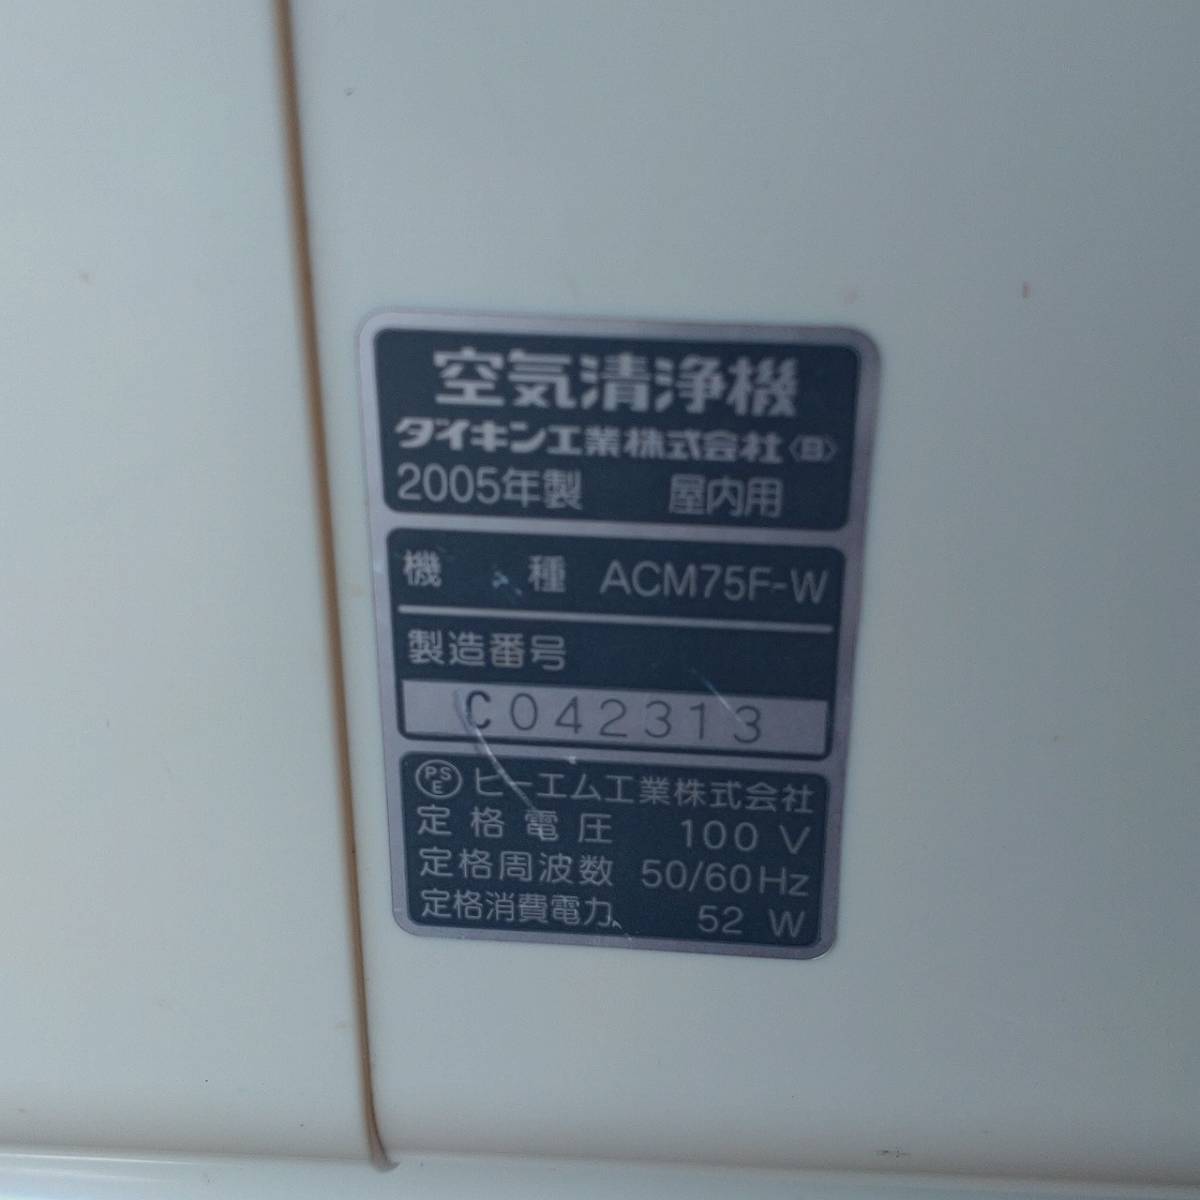 空気清浄機
ダイキン工業株式会社〈B〉
2005年製 屋内用
機 種 ACM75F-W
製造番号
C042313
PSE ビーエム工業株式会社
定格電圧 100 V
定格周波数 50/60Hz
定格消費電力 52 W